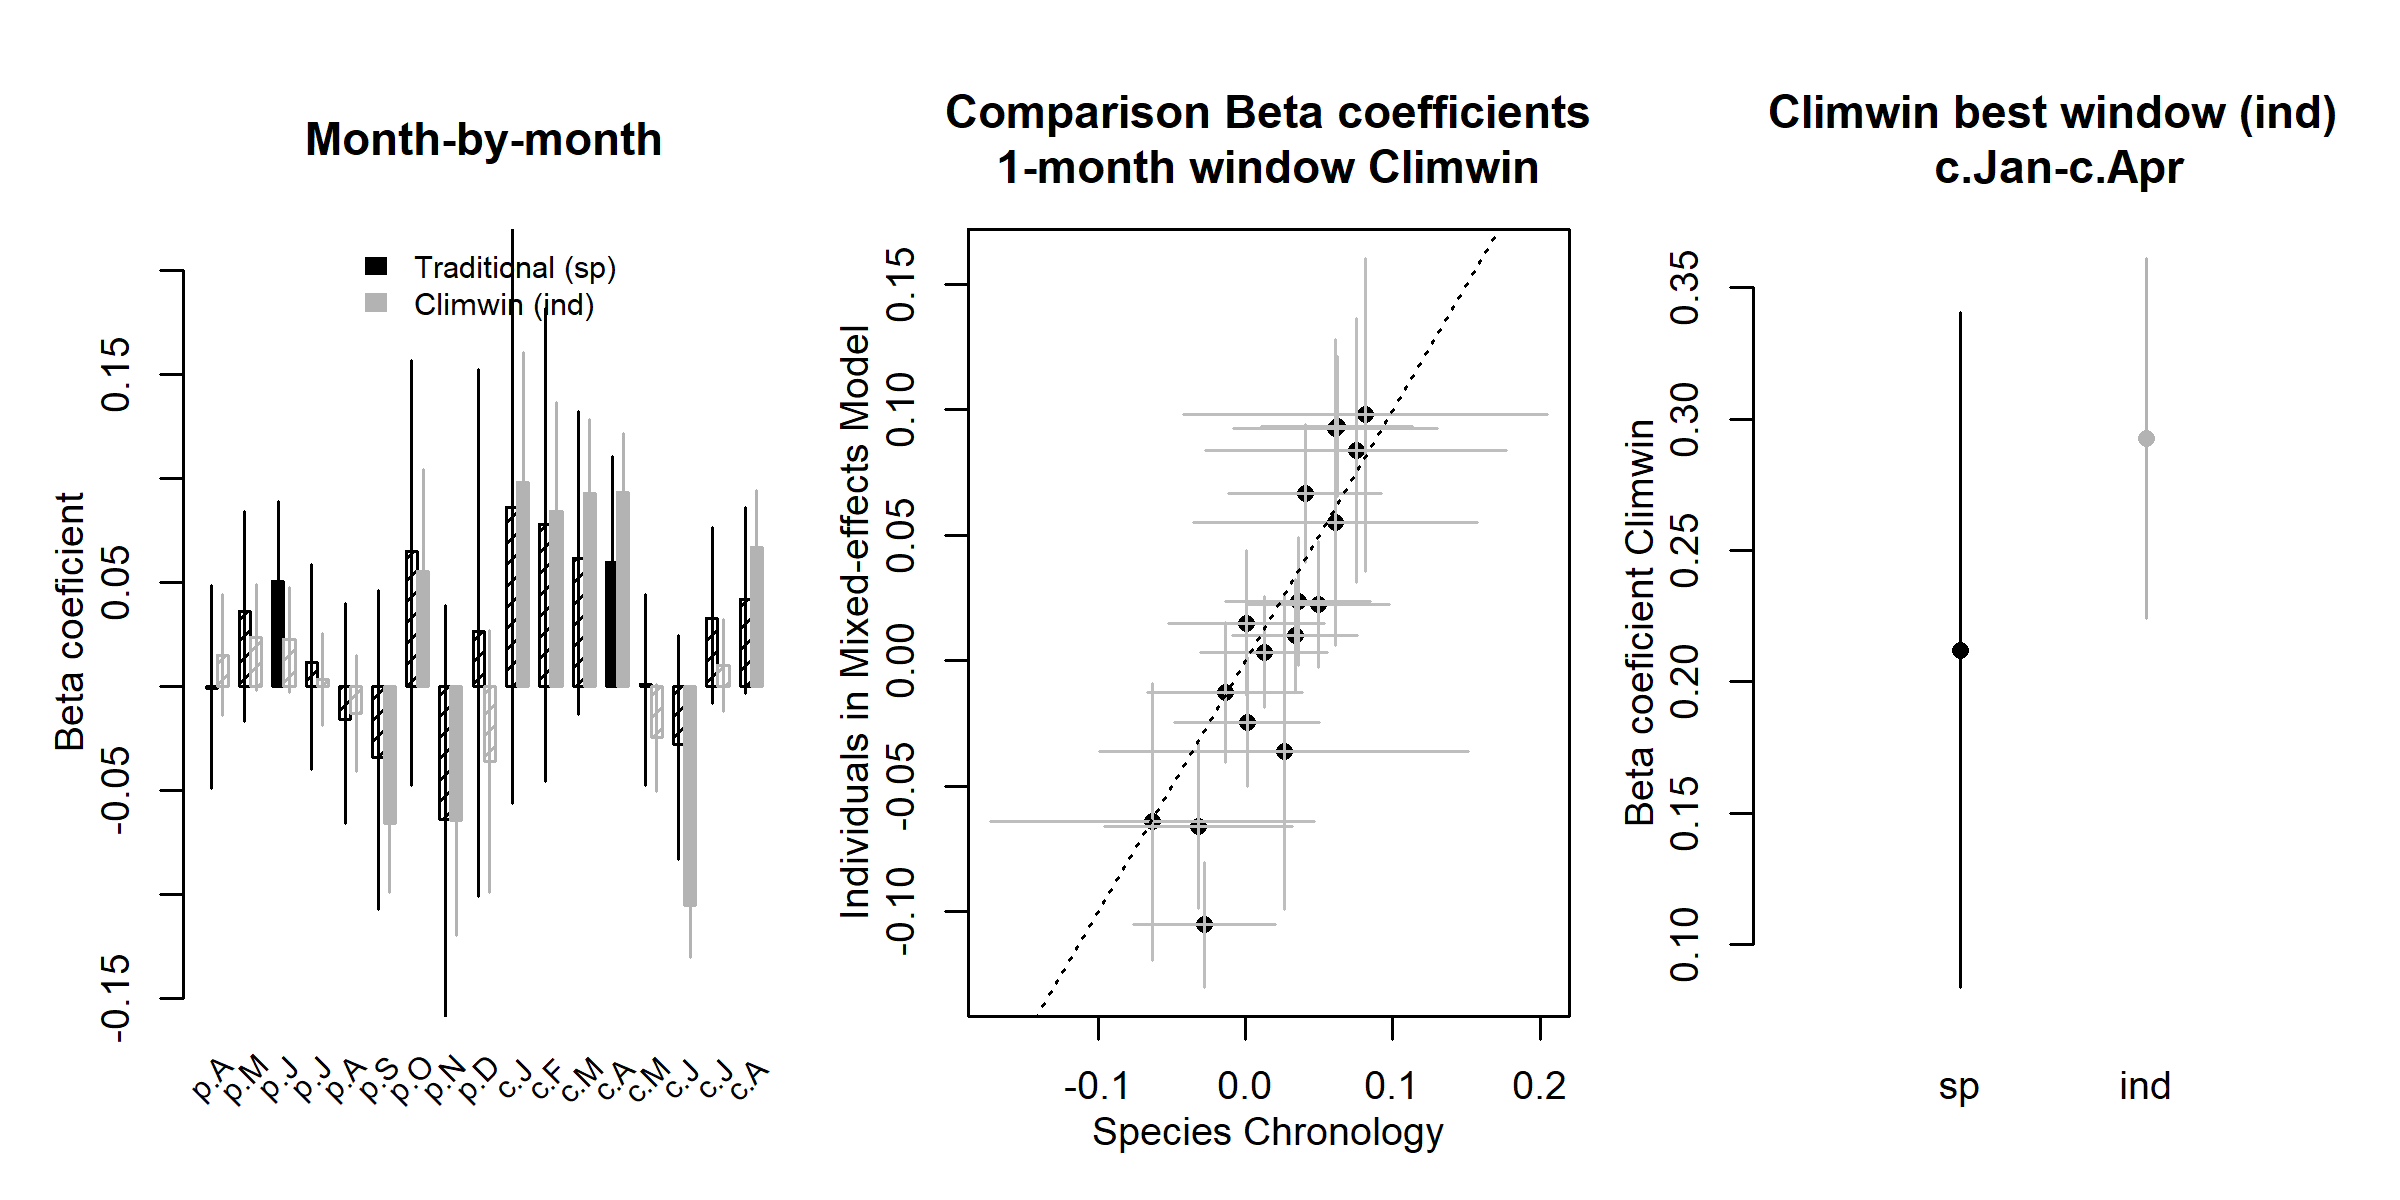 Month-by-month
Traditional (sp)
Climwin (ind)
Beta coeficient
0.15
0.05
-0.05
-0.15
p.A
p.M
p.J
p.J
p.A
p.S
p.O
p.N
p.D
c.J
c.F
c.M
c.A
c.M
c.J
c.J
c.A
Comparison Beta coefficients
1-month window Climwin
Individuals in Mixed-effects Model
0.15
0.10
0.05
0.00
-0.05
-0.10
-0.1
0.0
0.1
0.2
Species Chronology
Climwin best window (ind)
c.Jan-c.Apr
Beta coeficient Climwin
0.35
0.30
0.25
0.20
0.15
0.10
sp
ind